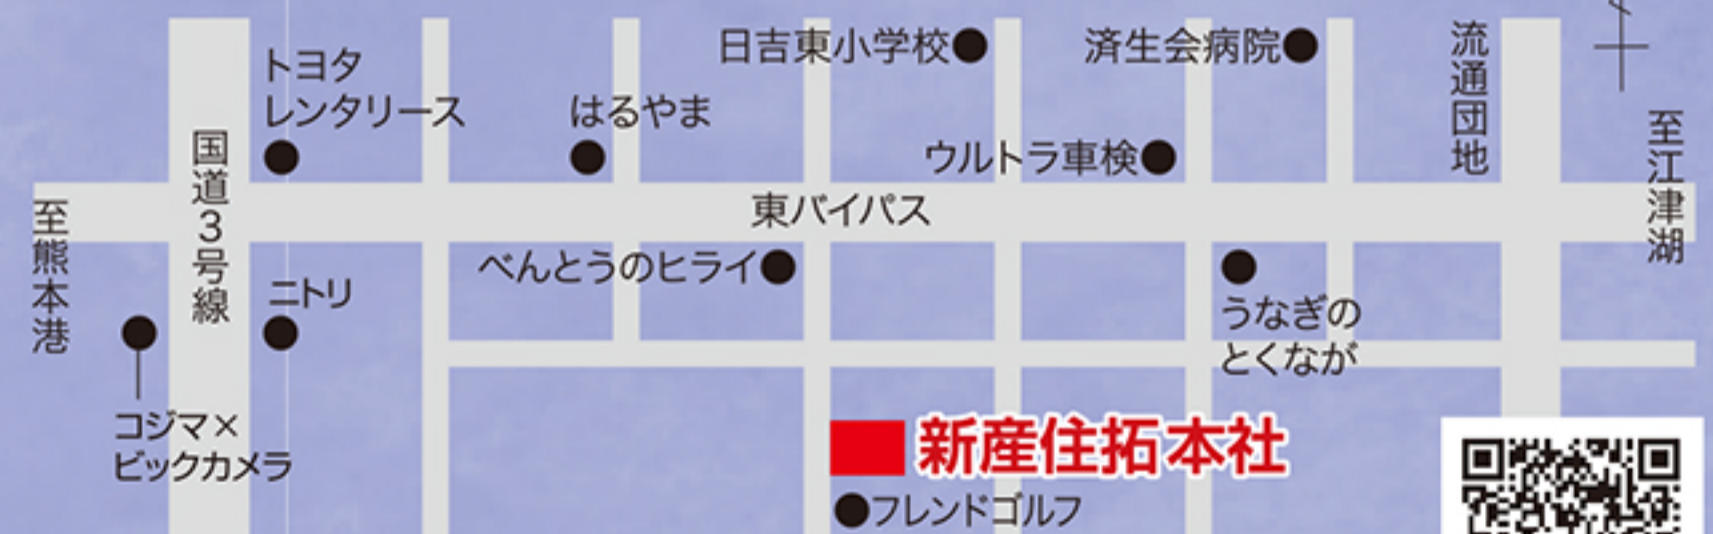 日吉東小学校
済生会病院
流通団地
トヨタ
レンタリース
はるやま
国道3号線
ウルトラ車検
至江津湖
東バイパス
至熊本港
べんとうのヒライ
ニトリ
うなぎの
とくなが
コジマ×
ビックカメラ
新産住拓本社
フレンドゴルフ